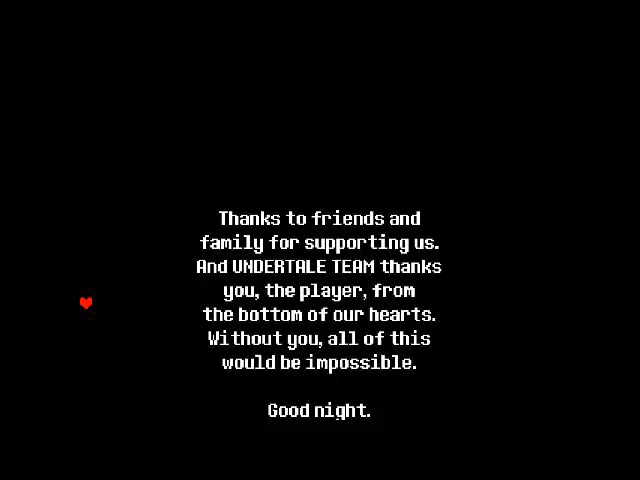 Thanks to friends and
family for supporting us.
And UNDERTALE TEAM thanks
you, the player, from
the bottom of our hearts.
Without you, all of this
would be impossible.
Good night.